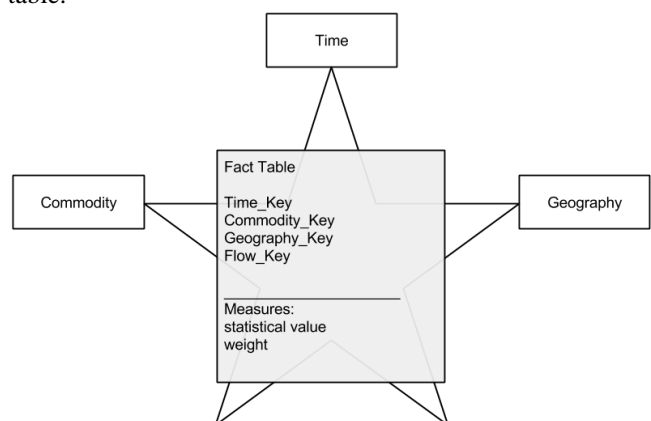 table.
Time
Fact Table
Commodity
Time_Key
Geography
Commodity_Key
Geography_Key
Flow_Key
Measures:
statistical value
weight